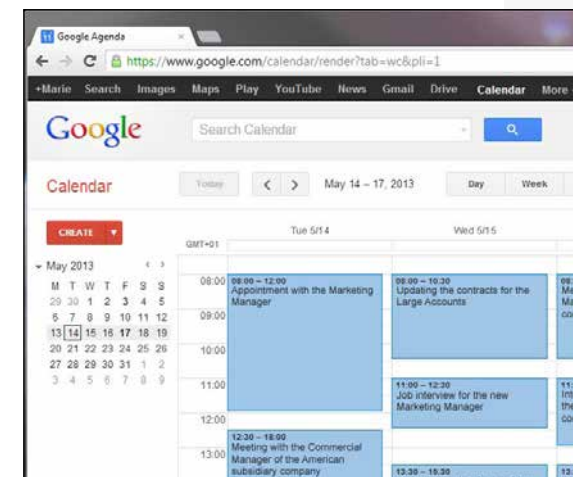 Google Agenda
https://www.google.com/calendar/render?tab=wc&pli=1
+Marie Search Images Maps Play YouTube News Gmail Drive Calendar More
Google
Search Calendar
Calendar
Today
May 14 – 17, 2013
Day
Week
CREATE
Tue 5/14
Wed 5/15
GMT+01
May 2013
M T W T F S S
29 30 1 2 3 4 5
6 7 8 9 10 11 12
13 14 15 16 17 18 19
20 21 22 23 24 25 26
27 28 29 30 31 1 2
3 4 5 6 7 8 9
08:00
09:00
10:00
11:00
12:00
13:00
08:00 – 12:00
Appointment with the Marketing
Manager
12:30 – 18:00
Meeting with the Commercial
Manager of the American
subsidiary company
08:00 – 10:30
Updating the contracts for the
Large Accounts
11:00 – 12:30
Job interview for the new
Marketing Manager